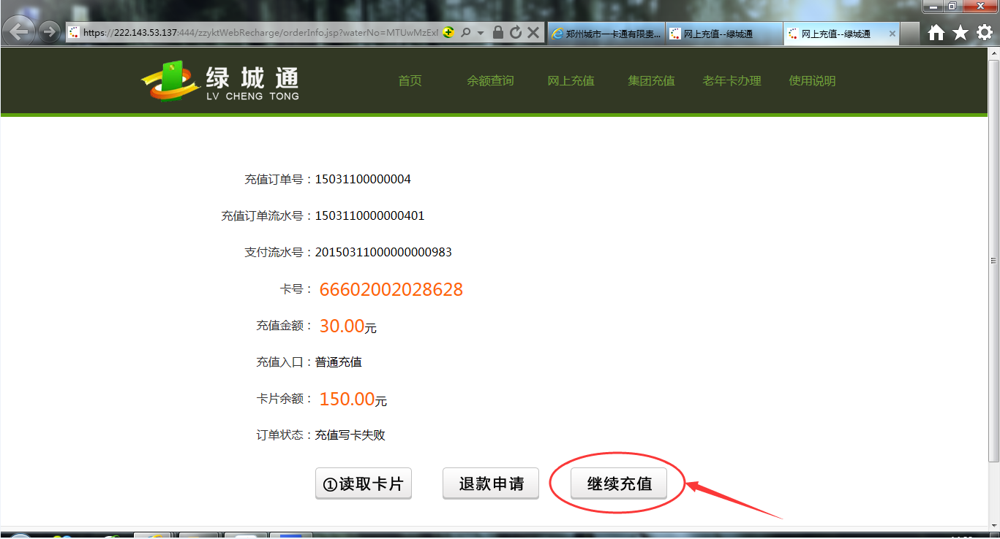 https://222.143.53.137:444/zzyktWebRecharge/orderInfo.jsp?waterNo=MTUwMzEx
郑州城市一卡通有限责...
网上充值--绿城通
网上充值--绿城通
绿城通
LV CHENG TONG
首页
余额查询
网上充值
集团充值
老年卡办理
使用说明
充值订单号：15031100000004
充值订单流水号：1503110000000401
支付流水号：20150311000000000983
卡号：66602002028628
充值金额：30.00元
充值入口：普通充值
卡片余额：150.00元
订单状态：充值写卡失败
①读取卡片
退款申请
继续充值